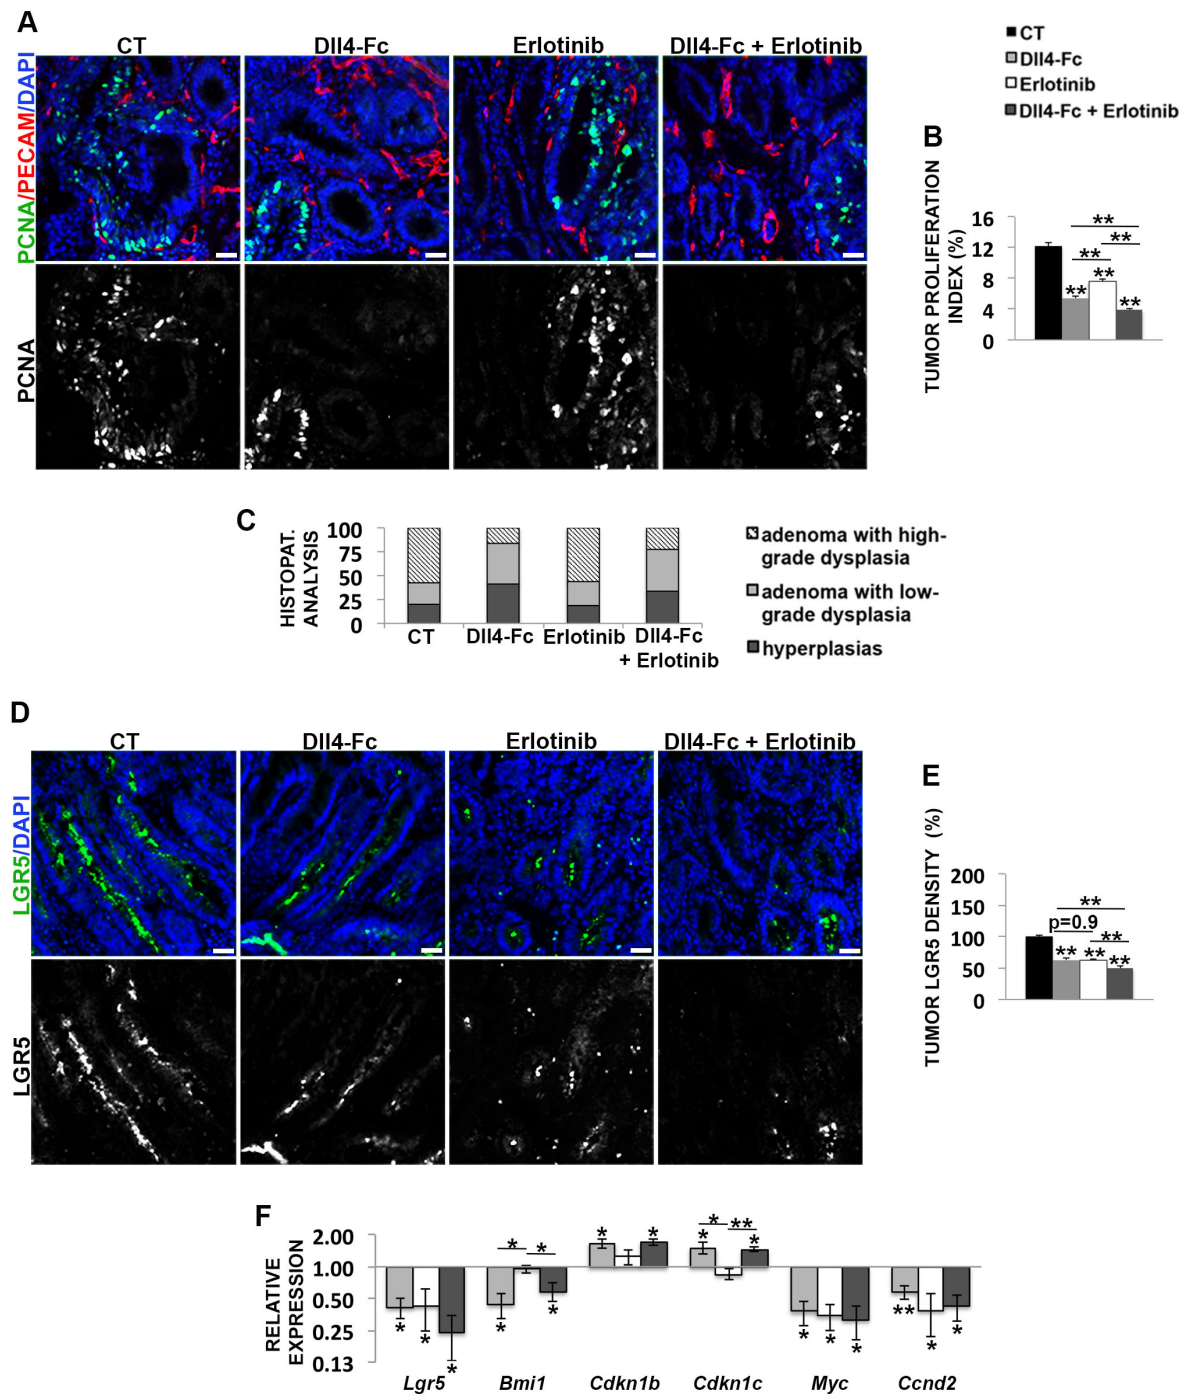 A
CT
Dll4-Fc
Erlotinib
Dll4-Fc + Erlotinib
PCNA/PECAM/DAPI
PCNA
CT
Dll4-Fc
Erlotinib
Dll4-Fc + Erlotinib
B
TUMOR PROLIFERATION
INDEX (%)
16
12
8
4
0
**
**
**
**
**
**
C
HISTOPAT.
ANALYSIS
100
75
50
25
0
CT
Dll4-Fc
Erlotinib
Dll4-Fc
+ Erlotinib
adenoma with high-
grade dysplasia
adenoma with low-
grade dysplasia
hyperplasias
D
CT
Dll4-Fc
Erlotinib
Dll4-Fc + Erlotinib
LGR5/DAPI
LGR5
E
TUMOR LGR5 DENSITY (%)
200
150
100
50
0
**
p=0.9
**
**
**
**
F
RELATIVE
EXPRESSION
2.00
1.00
0.50
0.25
0.13
*
*
*
*
*
*
*
*
*
*
**
*
*
*
*
*
**
*
*
Lgr5
Bmi1
Cdkn1b
Cdkn1c
Myc
Ccnd2